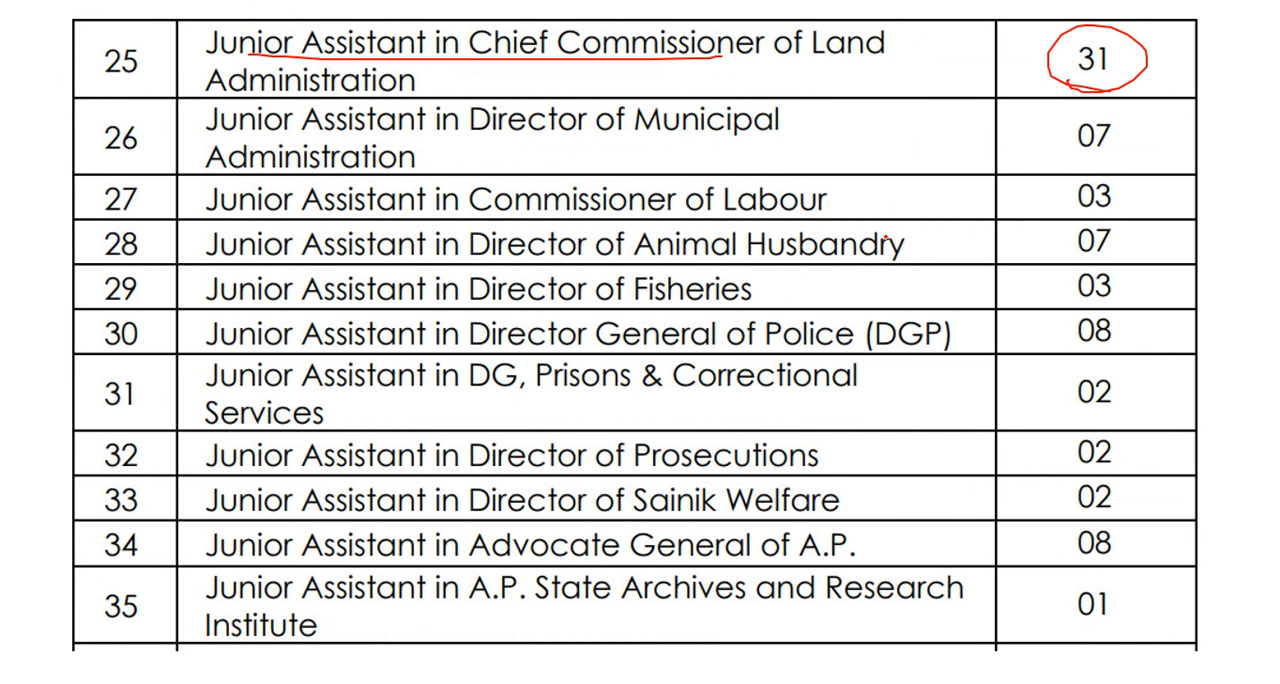 25 Junior Assistant in Chief Commissioner of Land 31
Administration
26 Junior Assistant in Director of Municipal 07
Administration
27 Junior Assistant in Commissioner of Labour 03
28 Junior Assistant in Director of Animal Husbandry 07
29 Junior Assistant in Director of Fisheries 03
30 Junior Assistant in Director General of Police (DGP) 08
31 Junior Assistant in DG, Prisons & Correctional 02
Services
32 Junior Assistant in Director of Prosecutions 02
33 Junior Assistant in Director of Sainik Welfare 02
34 Junior Assistant in Advocate General of A.P. 08
35 Junior Assistant in A.P. State Archives and Research 01
Institute